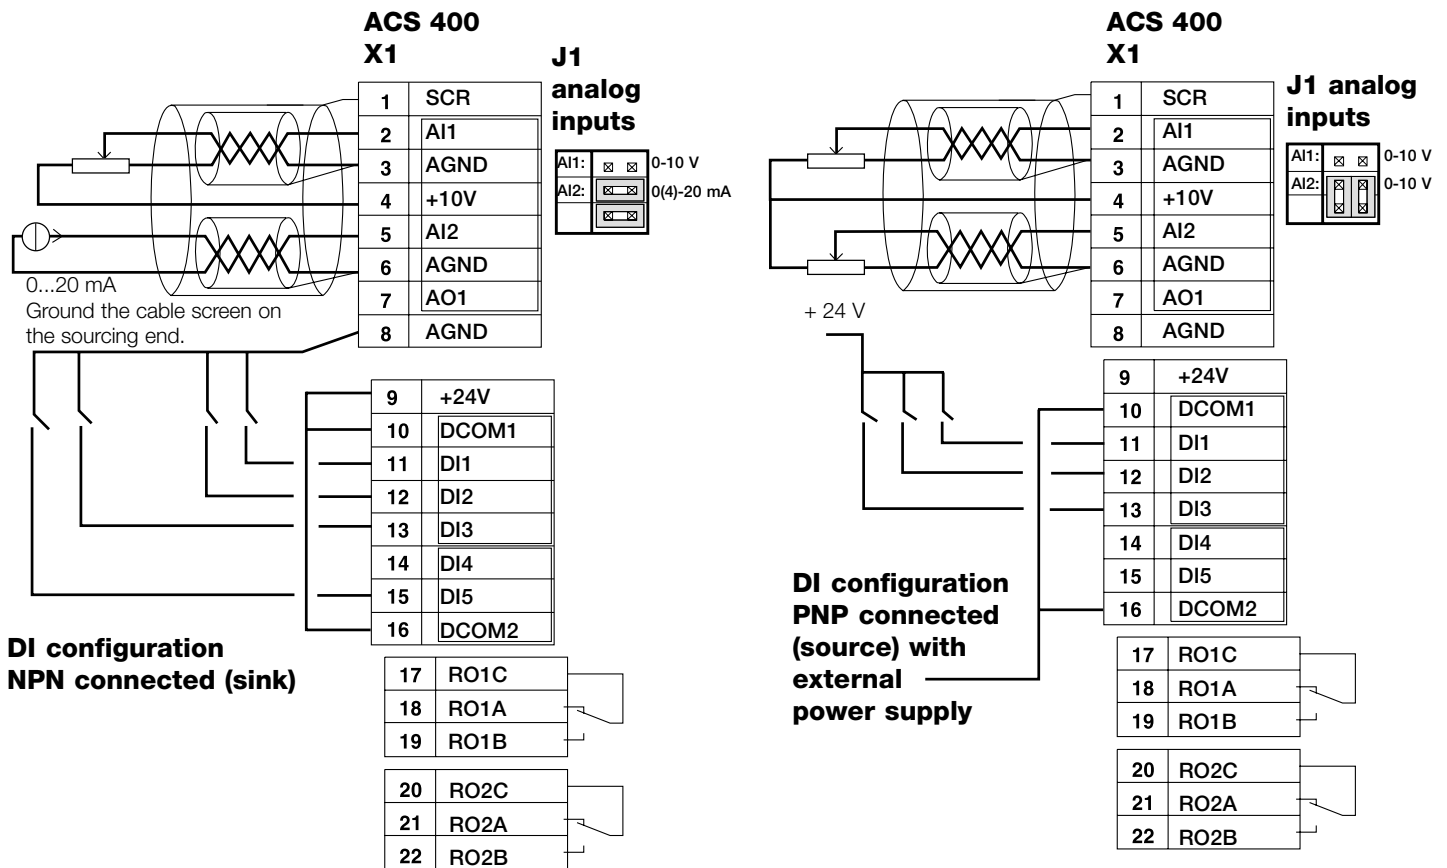 ACS 400
X1
J1
analog
inputs
1 SCR
2 AI1
3 AGND
4 +10V
5 AI2
6 AGND
7 AO1
8 AGND
AI1: 0-10 V
AI2: 0(4)-20 mA
0...20 mA
Ground the cable screen on
the sourcing end.
9 +24V
10 DCOM1
11 DI1
12 DI2
13 DI3
14 DI4
15 DI5
16 DCOM2
DI configuration
NPN connected (sink)
17 RO1C
18 RO1A
19 RO1B
20 RO2C
21 RO2A
22 RO2B
ACS 400
X1
J1 analog
inputs
1 SCR
2 AI1
3 AGND
4 +10V
5 AI2
6 AGND
7 AO1
8 AGND
AI1: 0-10 V
AI2: 0-10 V
+ 24 V
9 +24V
10 DCOM1
11 DI1
12 DI2
13 DI3
14 DI4
15 DI5
16 DCOM2
DI configuration
PNP connected
(source) with
external
power supply
17 RO1C
18 RO1A
19 RO1B
20 RO2C
21 RO2A
22 RO2B